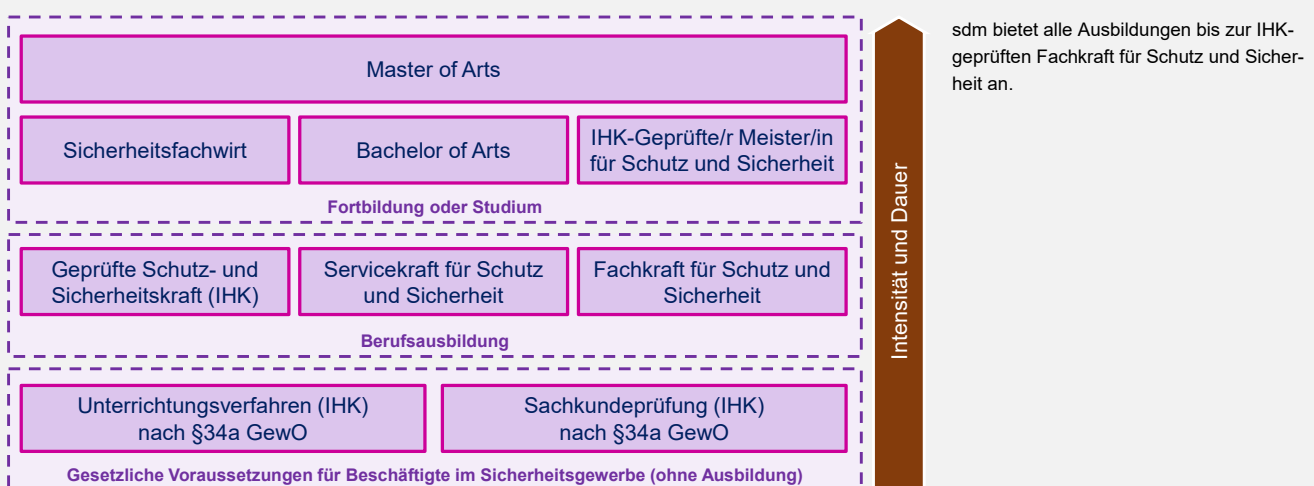 Master of Arts
Sicherheitsfachwirt
Bachelor of Arts
IHK-Geprüfte/r Meister/in
für Schutz und Sicherheit
Fortbildung oder Studium
Geprüfte Schutz- und
Sicherheitskraft (IHK)
Servicekraft für Schutz
und Sicherheit
Fachkraft für Schutz und
Sicherheit
Berufsausbildung
Unterrichtungsverfahren (IHK)
nach §34a GewO
Sachkundeprüfung (IHK)
nach §34a GewO
Gesetzliche Voraussetzungen für Beschäftigte im Sicherheitsgewerbe (ohne Ausbildung)
Intensität und Dauer
sdm bietet alle Ausbildungen bis zur IHK-
geprüften Fachkraft für Schutz und Sicher-
heit an.